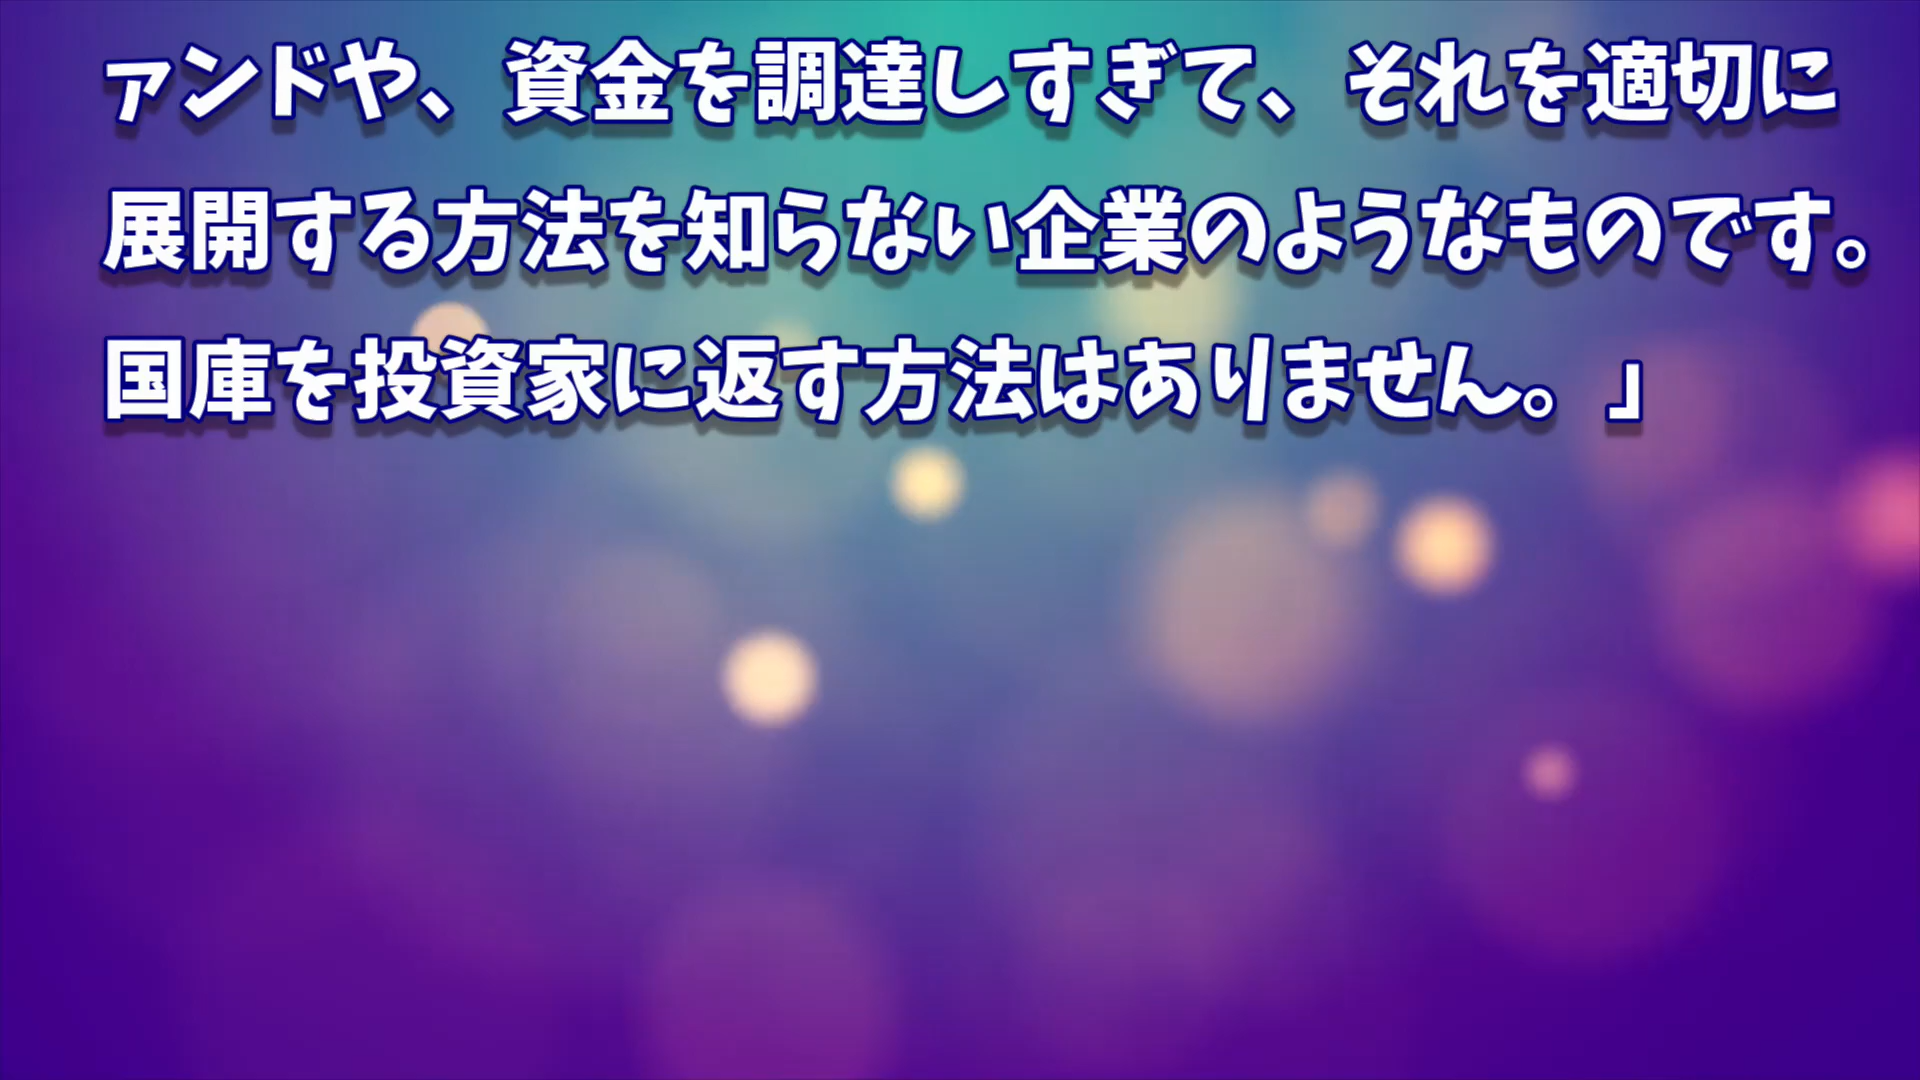 ァンドや、資金を調達しすぎて、それを適切に
展開する方法を知らない企業のようなものです。
国庫を投資家に返す方法はありません。」